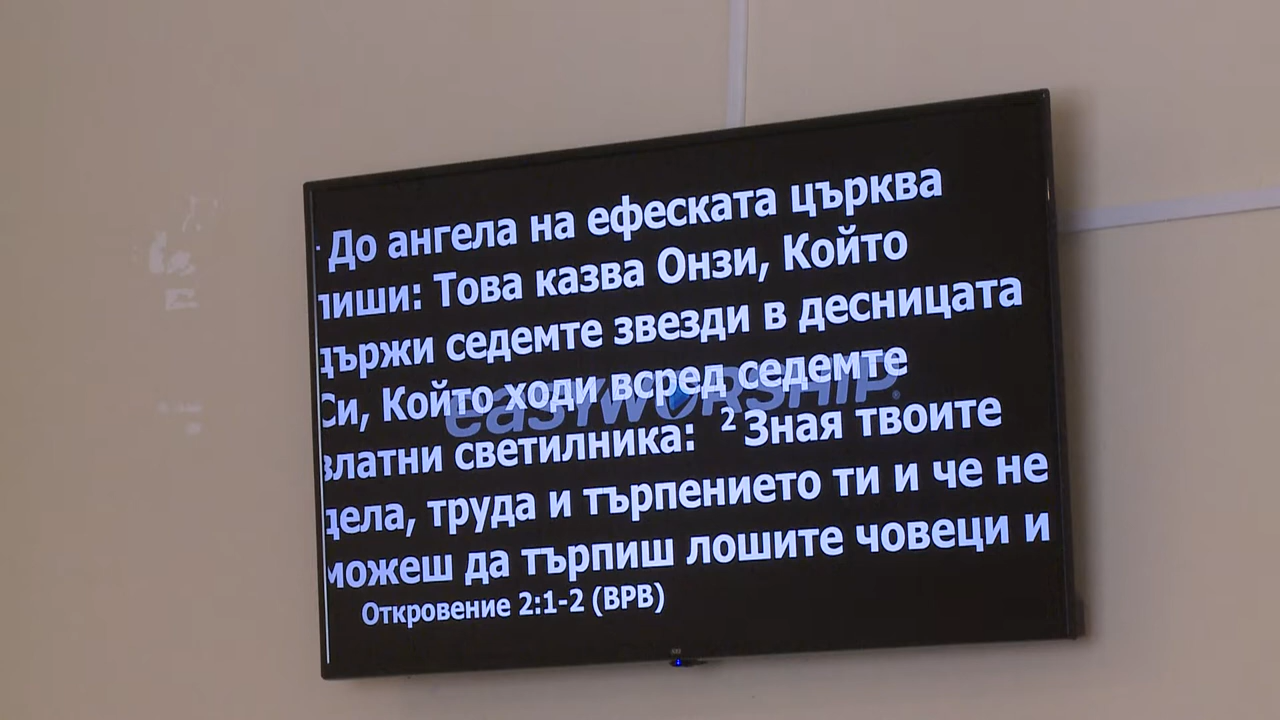 До ангела на ефеската църква
пиши: Това казва Онзи, Който
държи седемте звезди в десницата
Си, Който ходи всред седемте
златни светилника: ² Зная твоите
дела, труда и търпението ти и че не
можеш да търпиш лошите човеци и
Откровение 2:1-2 (ВРВ)
easyworship